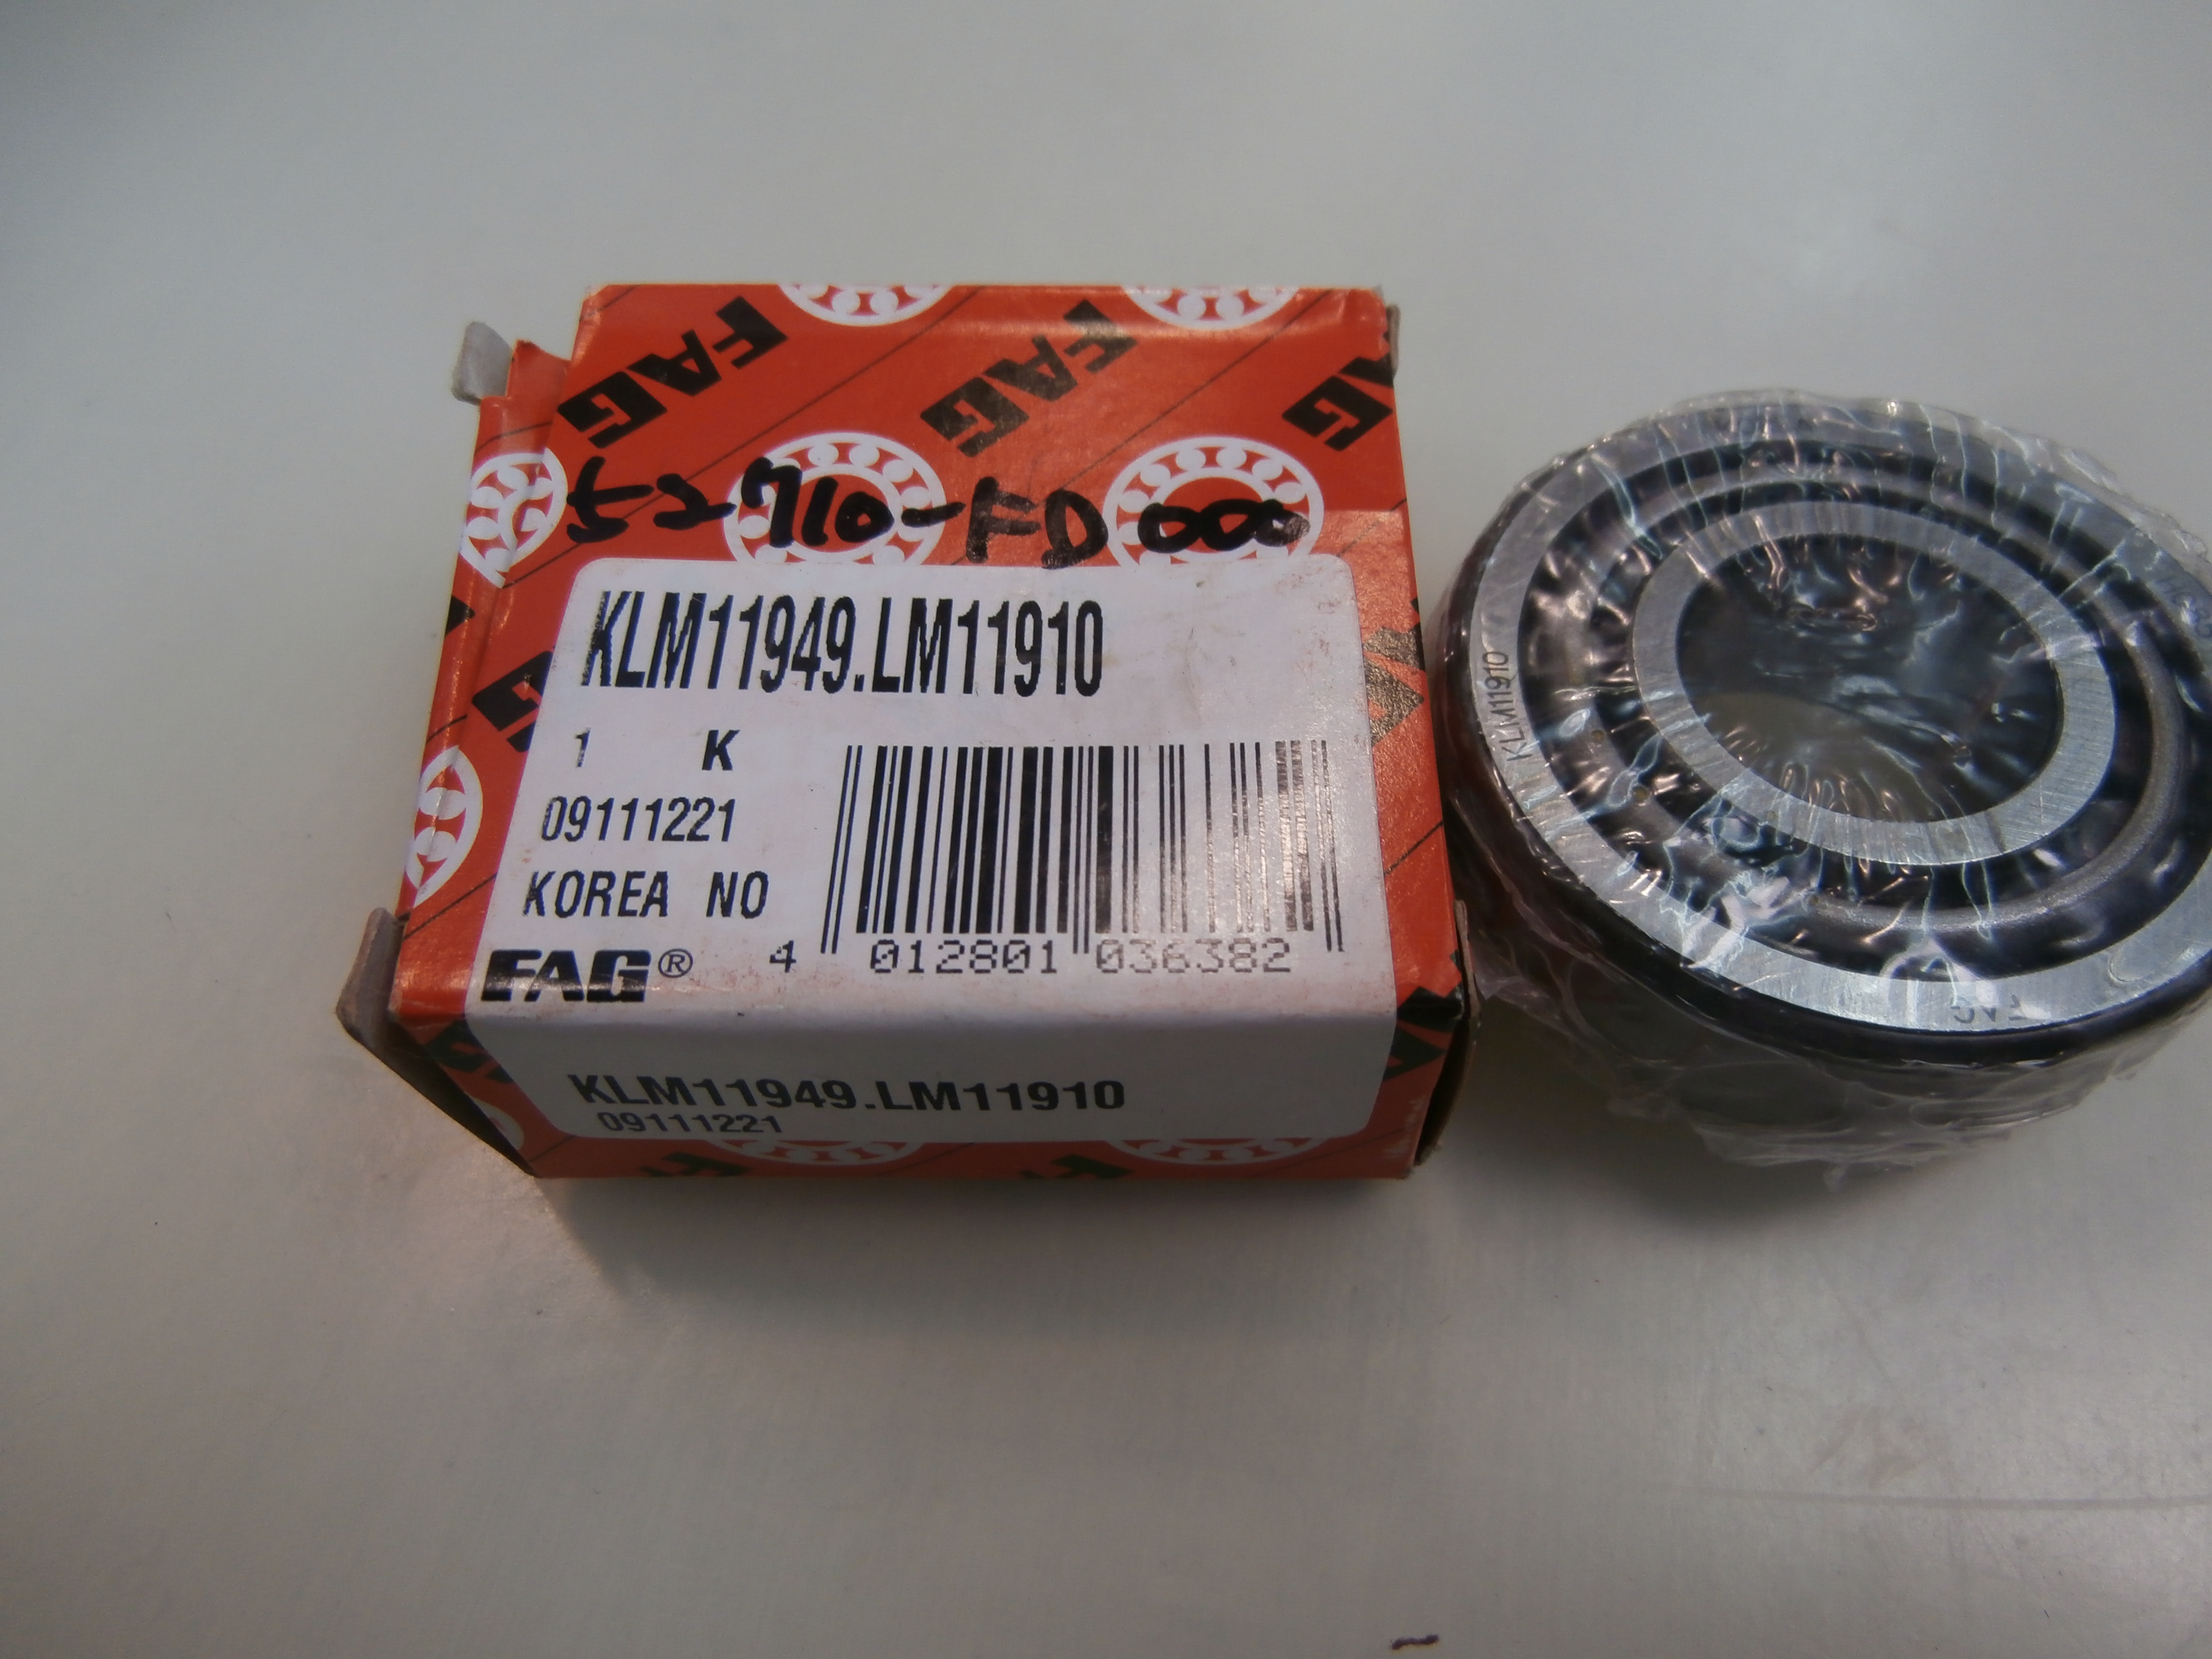 FAG
FAG
AG
52710-FD000
KLM11949.LM11910
1 K
09111221
KOREA NO
FAG®
4 012801 036382
KLM11949.LM11910
09111221
KLM11910
FAG